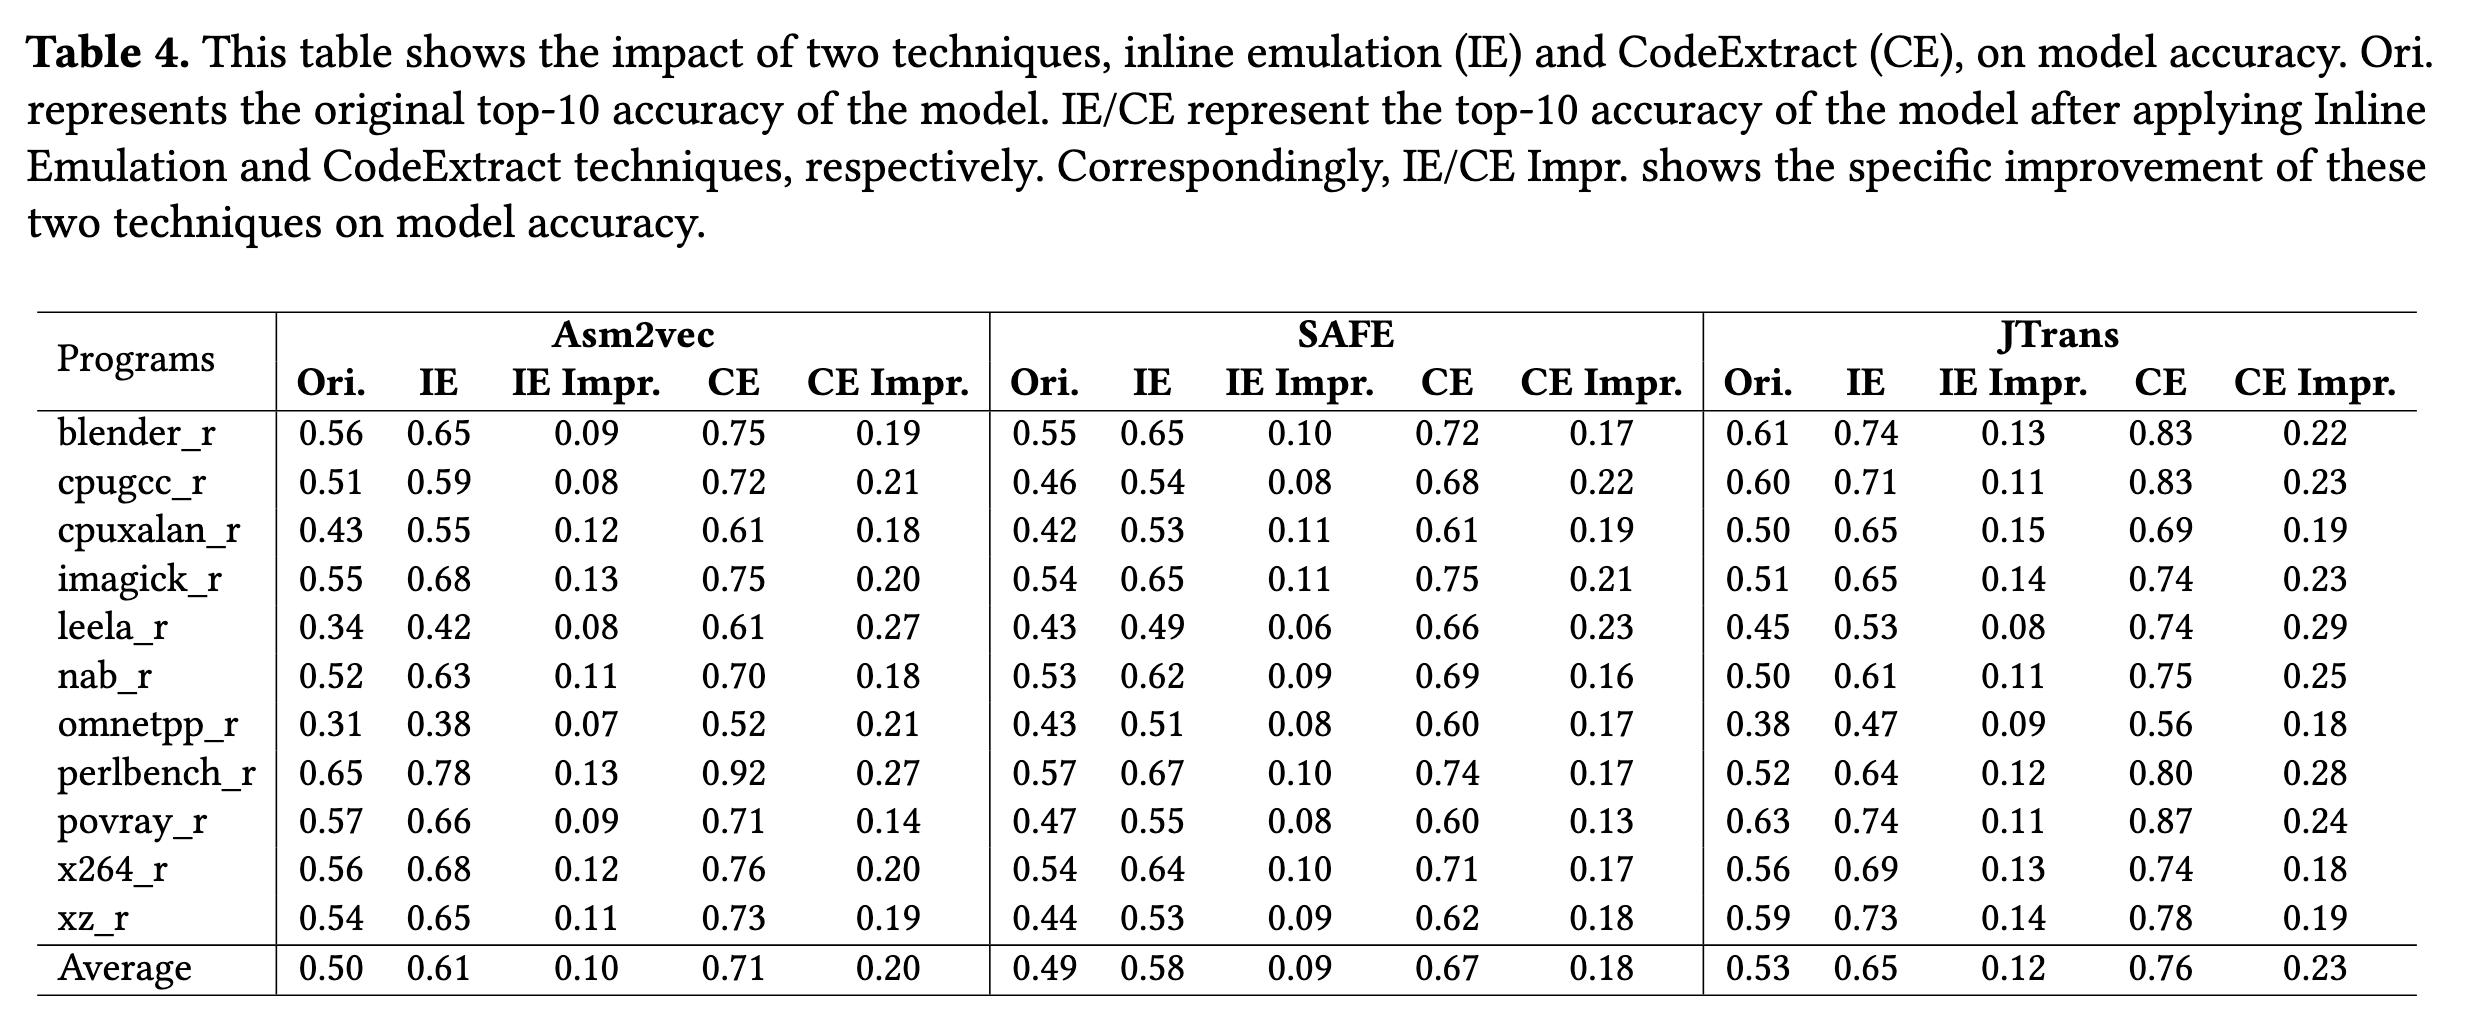 Table 4. This table shows the impact of two techniques, inline emulation (IE) and CodeExtract (CE), on model accuracy. Ori.
represents the original top-10 accuracy of the model. IE/CE represent the top-10 accuracy of the model after applying Inline
Emulation and CodeExtract techniques, respectively. Correspondingly, IE/CE Impr. shows the specific improvement of these
two techniques on model accuracy.
Programs Asm2vec SAFE JTrans
Ori. IE IE Impr. CE CE Impr. Ori. IE IE Impr. CE CE Impr. Ori. IE IE Impr. CE CE Impr.
blender_r 0.56 0.65 0.09 0.75 0.19 0.55 0.65 0.10 0.72 0.17 0.61 0.74 0.13 0.83 0.22
cpugcc_r 0.51 0.59 0.08 0.72 0.21 0.46 0.54 0.08 0.68 0.22 0.60 0.71 0.11 0.83 0.23
cpuxalan_r 0.43 0.55 0.12 0.61 0.18 0.42 0.53 0.11 0.61 0.19 0.50 0.65 0.15 0.69 0.19
imagick_r 0.55 0.68 0.13 0.75 0.20 0.54 0.65 0.11 0.75 0.21 0.51 0.65 0.14 0.74 0.23
leela_r 0.34 0.42 0.08 0.61 0.27 0.43 0.49 0.06 0.66 0.23 0.45 0.53 0.08 0.74 0.29
nab_r 0.52 0.63 0.11 0.70 0.18 0.53 0.62 0.09 0.69 0.16 0.50 0.61 0.11 0.75 0.25
omnetpp_r 0.31 0.38 0.07 0.52 0.21 0.43 0.51 0.08 0.60 0.17 0.38 0.47 0.09 0.56 0.18
perlbench_r 0.65 0.78 0.13 0.92 0.27 0.57 0.67 0.10 0.74 0.17 0.52 0.64 0.12 0.80 0.28
povray_r 0.57 0.66 0.09 0.71 0.14 0.47 0.55 0.08 0.60 0.13 0.63 0.74 0.11 0.87 0.24
x264_r 0.56 0.68 0.12 0.76 0.20 0.54 0.64 0.10 0.71 0.17 0.56 0.69 0.13 0.74 0.18
xz_r 0.54 0.65 0.11 0.73 0.19 0.44 0.53 0.09 0.62 0.18 0.59 0.73 0.14 0.78 0.19
Average 0.50 0.61 0.10 0.71 0.20 0.49 0.58 0.09 0.67 0.18 0.53 0.65 0.12 0.76 0.23